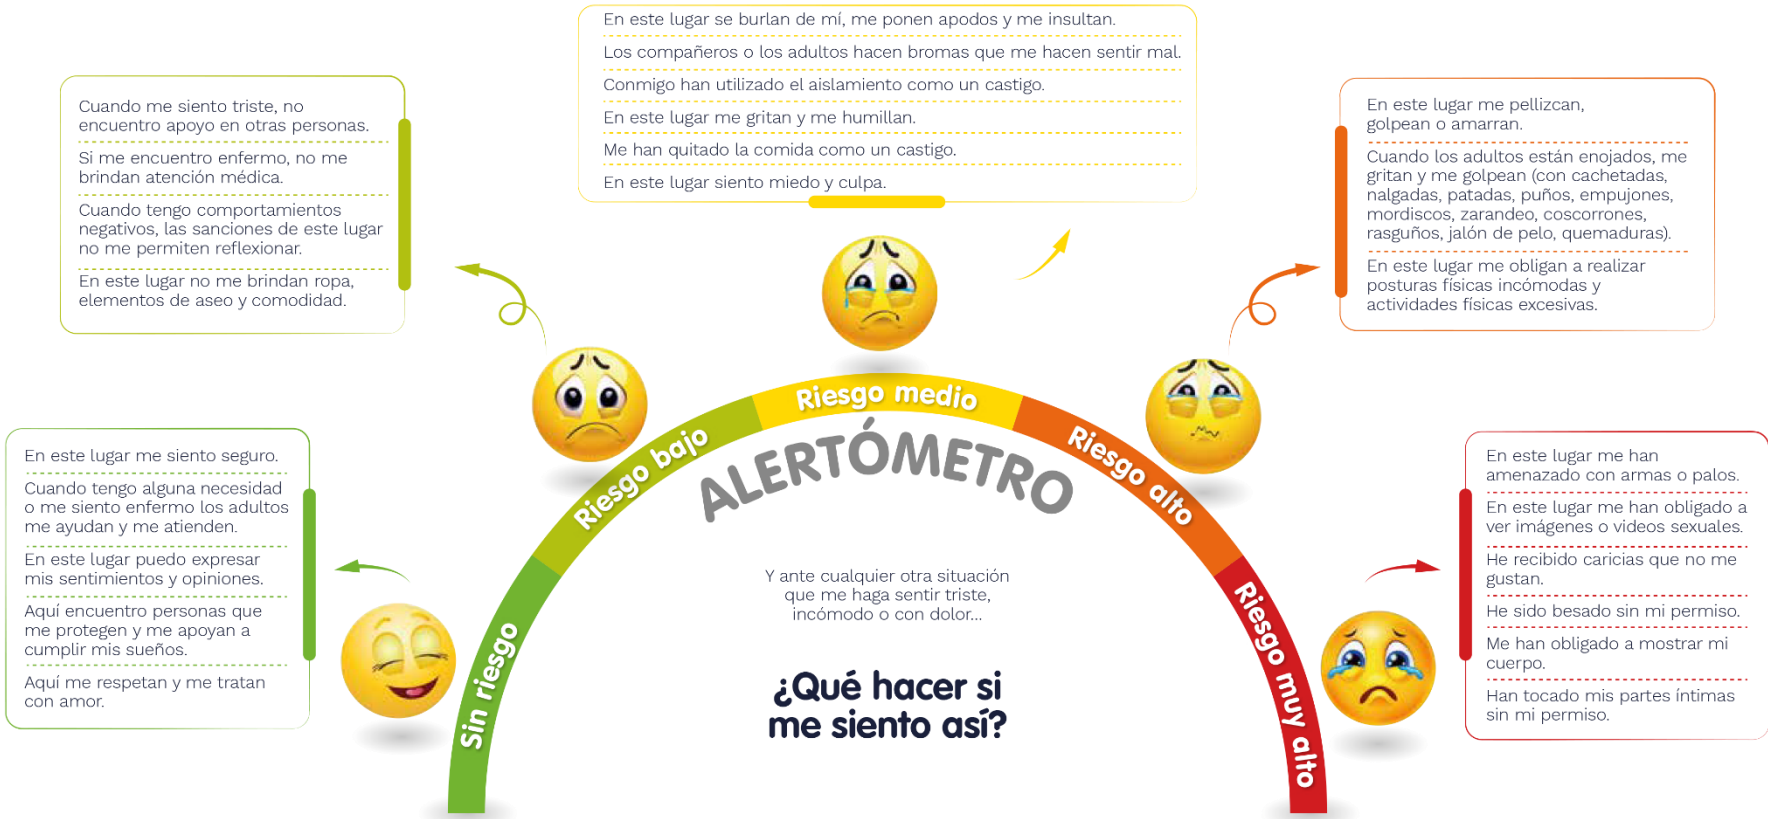 En este lugar me siento seguro.
Cuando tengo alguna necesidad
o me siento enfermo los adultos
me ayudan y me atienden.
En este lugar puedo expresar
mis sentimientos y opiniones.
Aquí encuentro personas que
me protegen y me apoyan a
cumplir mis sueños.
Aquí me respetan y me tratan
con amor.
Cuando me siento triste, no
encuentro apoyo en otras personas.
Si me encuentro enfermo, no me
brindan atención médica.
Cuando tengo comportamientos
negativos, las sanciones de este lugar
no me permiten reflexionar.
En este lugar no me brindan ropa,
elementos de aseo y comodidad.
En este lugar se burlan de mí, me ponen apodos y me insultan.
Los compañeros o los adultos hacen bromas que me hacen sentir mal.
Conmigo han utilizado el aislamiento como un castigo.
En este lugar me gritan y me humillan.
Me han quitado la comida como un castigo.
En este lugar siento miedo y culpa.
En este lugar me pellizcan,
golpean o amarran.
Cuando los adultos están enojados, me
gritan y me golpean (con cachetadas,
nalgadas, patadas, puños, empujones,
mordiscos, zarandeo, coscorrones,
rasguños, jalón de pelo, quemaduras).
En este lugar me obligan a realizar
posturas físicas incómodas y
actividades físicas excesivas.
En este lugar me han
amenazado con armas o palos.
En este lugar me han obligado a
ver imágenes o videos sexuales.
He recibido caricias que no me
gustan.
He sido besado sin mi permiso.
Me han obligado a mostrar mi
cuerpo.
Han tocado mis partes íntimas
sin mi permiso.
Sin riesgo
Riesgo bajo
Riesgo medio
Riesgo alto
Riesgo muy alto
ALERTÓMETRO
Y ante cualquier otra situación
que me haga sentir triste,
incómodo o con dolor...
¿Qué hacer si
me siento así?